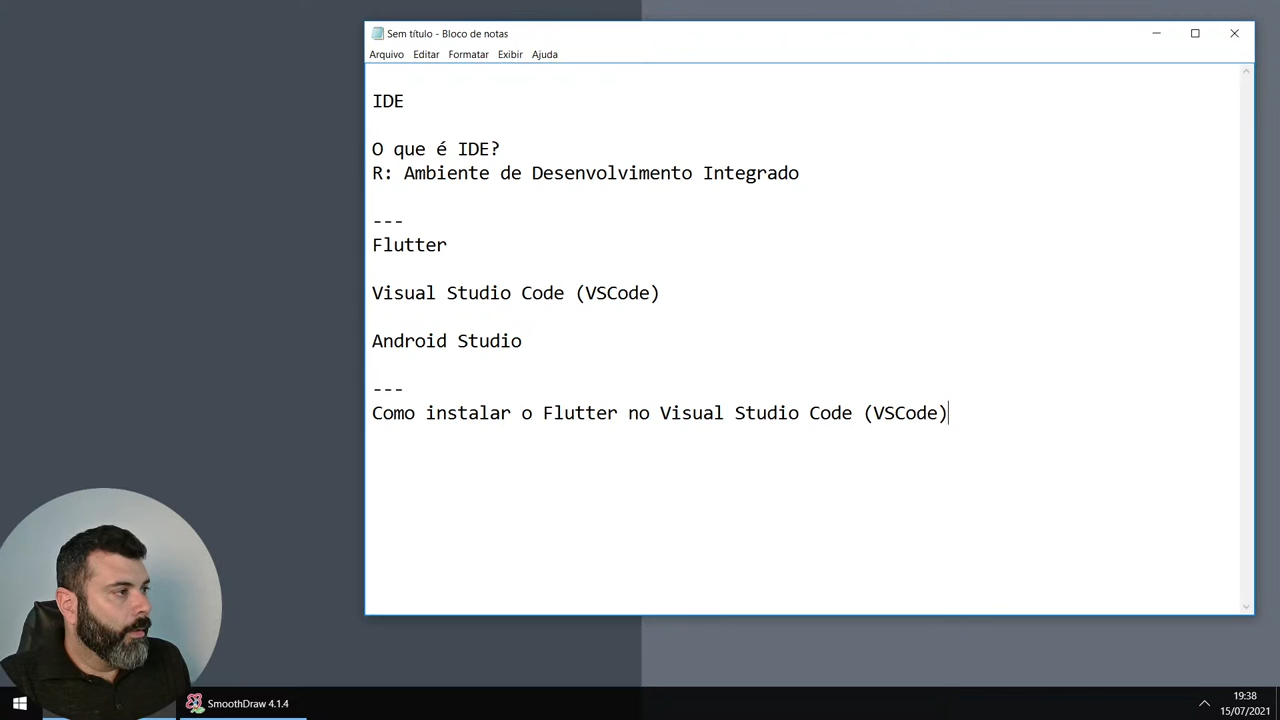 Sem título - Bloco de notas
Arquivo Editar Formatar Exibir Ajuda
IDE
O que é IDE?
R: Ambiente de Desenvolvimento Integrado
---
Flutter
Visual Studio Code (VSCode)
Android Studio
---
Como instalar o Flutter no Visual Studio Code (VSCode)
SmoothDraw 4.1.4
19:38
15/07/2021